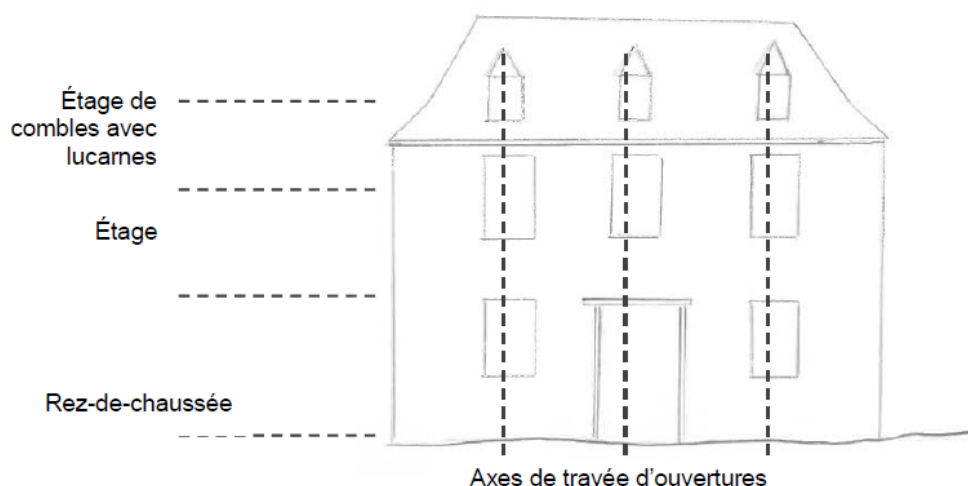 Étage de
combles avec
lucarnes
Étage
Rez-de-chaussée
Axes de travée d'ouvertures